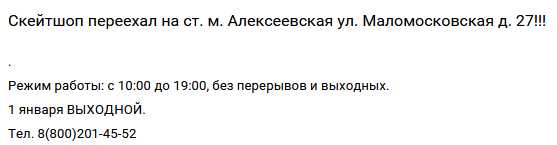 Скейтшоп переехал на ст. м. Алексеевская ул. Маломосковская д. 27!!!
.
Режим работы: с 10:00 до 19:00, без перерывов и выходных.
1 января ВЫХОДНОЙ.
Тел. 8(800)201-45-52